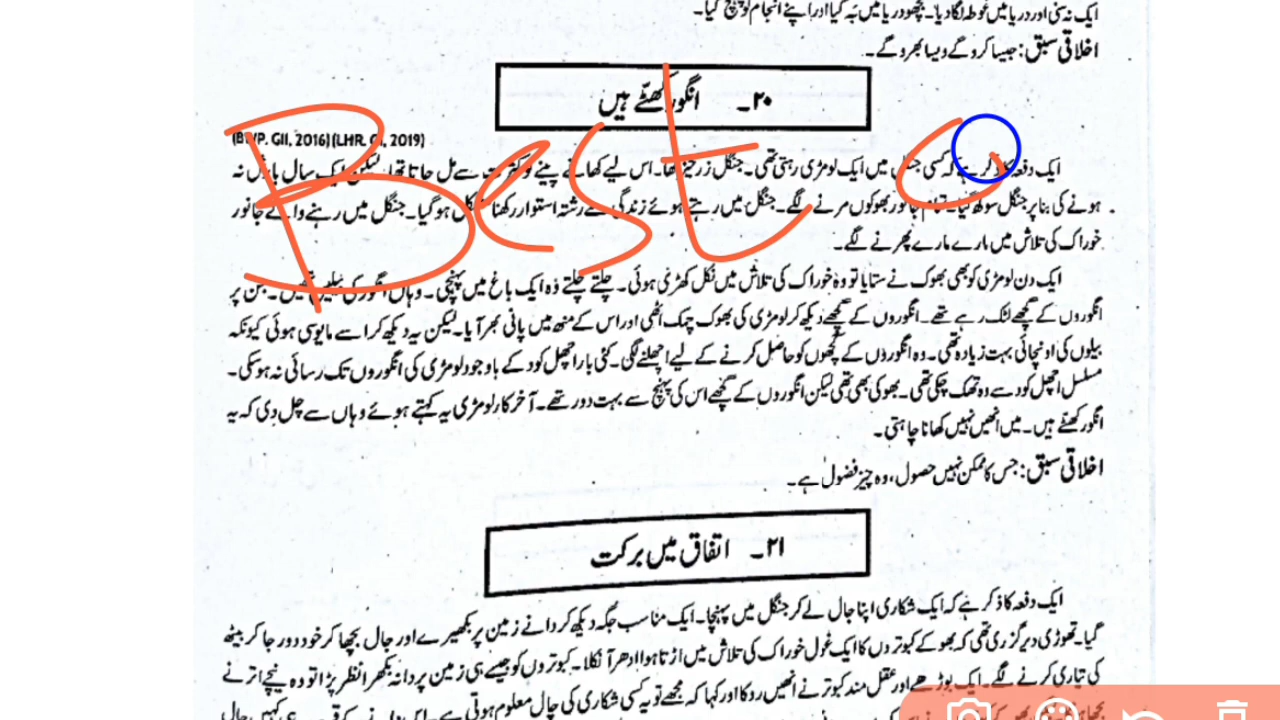 ایک نہ سنی اور دریا میں غوطہ لگا دیا۔ بچھو دریا میں بہہ گیا اور اپنے انجام کو پہنچ گیا۔
اخلاقی سبق: جیسا کرو گے ویسا بھرو گے۔
۲۰۔ انگور کھٹے ہیں
(BWP. GII, 2016) (LHR. GI, 2019)
Best o
ایک دفعہ کا ذکر ہے کہ کسی جنگل میں ایک لومڑی رہتی تھی۔ جنگل زرخیز تھا۔ اس لیے کھانے پینے کو کثرت سے مل جاتا تھا لیکن ایک سال بارش نہ
ہونے کی بنا پر جنگل سوکھ گیا۔ تمام جانور بھوکوں مرنے لگے۔ جنگل میں رہتے ہوئے زندگی سے رشتہ استوار رکھنا مشکل ہو گیا۔ جنگل میں رہنے والے جانور
خوراک کی تلاش میں مارے مارے پھرنے لگے۔
ایک دن لومڑی کو بھی بھوک نے ستایا تو وہ خوراک کی تلاش میں نکل کھڑی ہوئی۔ چلتے چلتے وہ ایک باغ میں پہنچی۔ وہاں انگور کی بیلیں تھیں۔ جن پر
انگوروں کے گچھے لٹک رہے تھے۔ انگوروں کے گچھے دیکھ کر لومڑی کی بھوک چمک اٹھی اور اس کے منھ میں پانی بھر آیا۔ لیکن یہ دیکھ کر اسے مایوسی ہوئی کیونکہ
بیلوں کی اونچائی بہت زیادہ تھی۔ وہ انگوروں کے گچھوں کو حاصل کرنے کے لیے اچھلنے لگی۔ کئی بار اچھل کود کے باوجود لومڑی کی انگوروں تک رسائی نہ ہو سکی۔
مسلسل اچھل کود سے وہ تھک چکی تھی۔ بھوکی بھی تھی لیکن انگوروں کے گچھے اس کی پہنچ سے بہت دور تھے۔ آخر کار لومڑی یہ کہتے ہوئے وہاں سے چل دی کہ یہ
انگور کھٹے ہیں۔ میں انھیں نہیں کھانا چاہتی۔
اخلاقی سبق: جس کا ممکن نہیں حصول، وہ چیز فضول ہے۔
۲۱۔ اتفاق میں برکت
ایک دفعہ کا ذکر ہے کہ ایک شکاری اپنا جال لے کر جنگل میں پہنچا۔ ایک مناسب جگہ دیکھ کر دانے زمین پر بکھیرے اور جال بچھا کر خود دور جا کر بیٹھ
گیا۔ تھوڑی دیر گزری تھی کہ بھوکے کبوتروں کا ایک غول خوراک کی تلاش میں اڑتا ہوا ادھر آ نکلا۔ کبوتروں کو جیسے ہی زمین پر دانہ بکھرا نظر پڑا تو وہ نیچے اترنے
کی تیاری کرنے لگے۔ ایک بوڑھے اور عقل مند کبوتر نے انھیں روکا اور کہا کہ مجھے تو یہ کسی شکاری کی چال معلوم ہوتی ہے۔